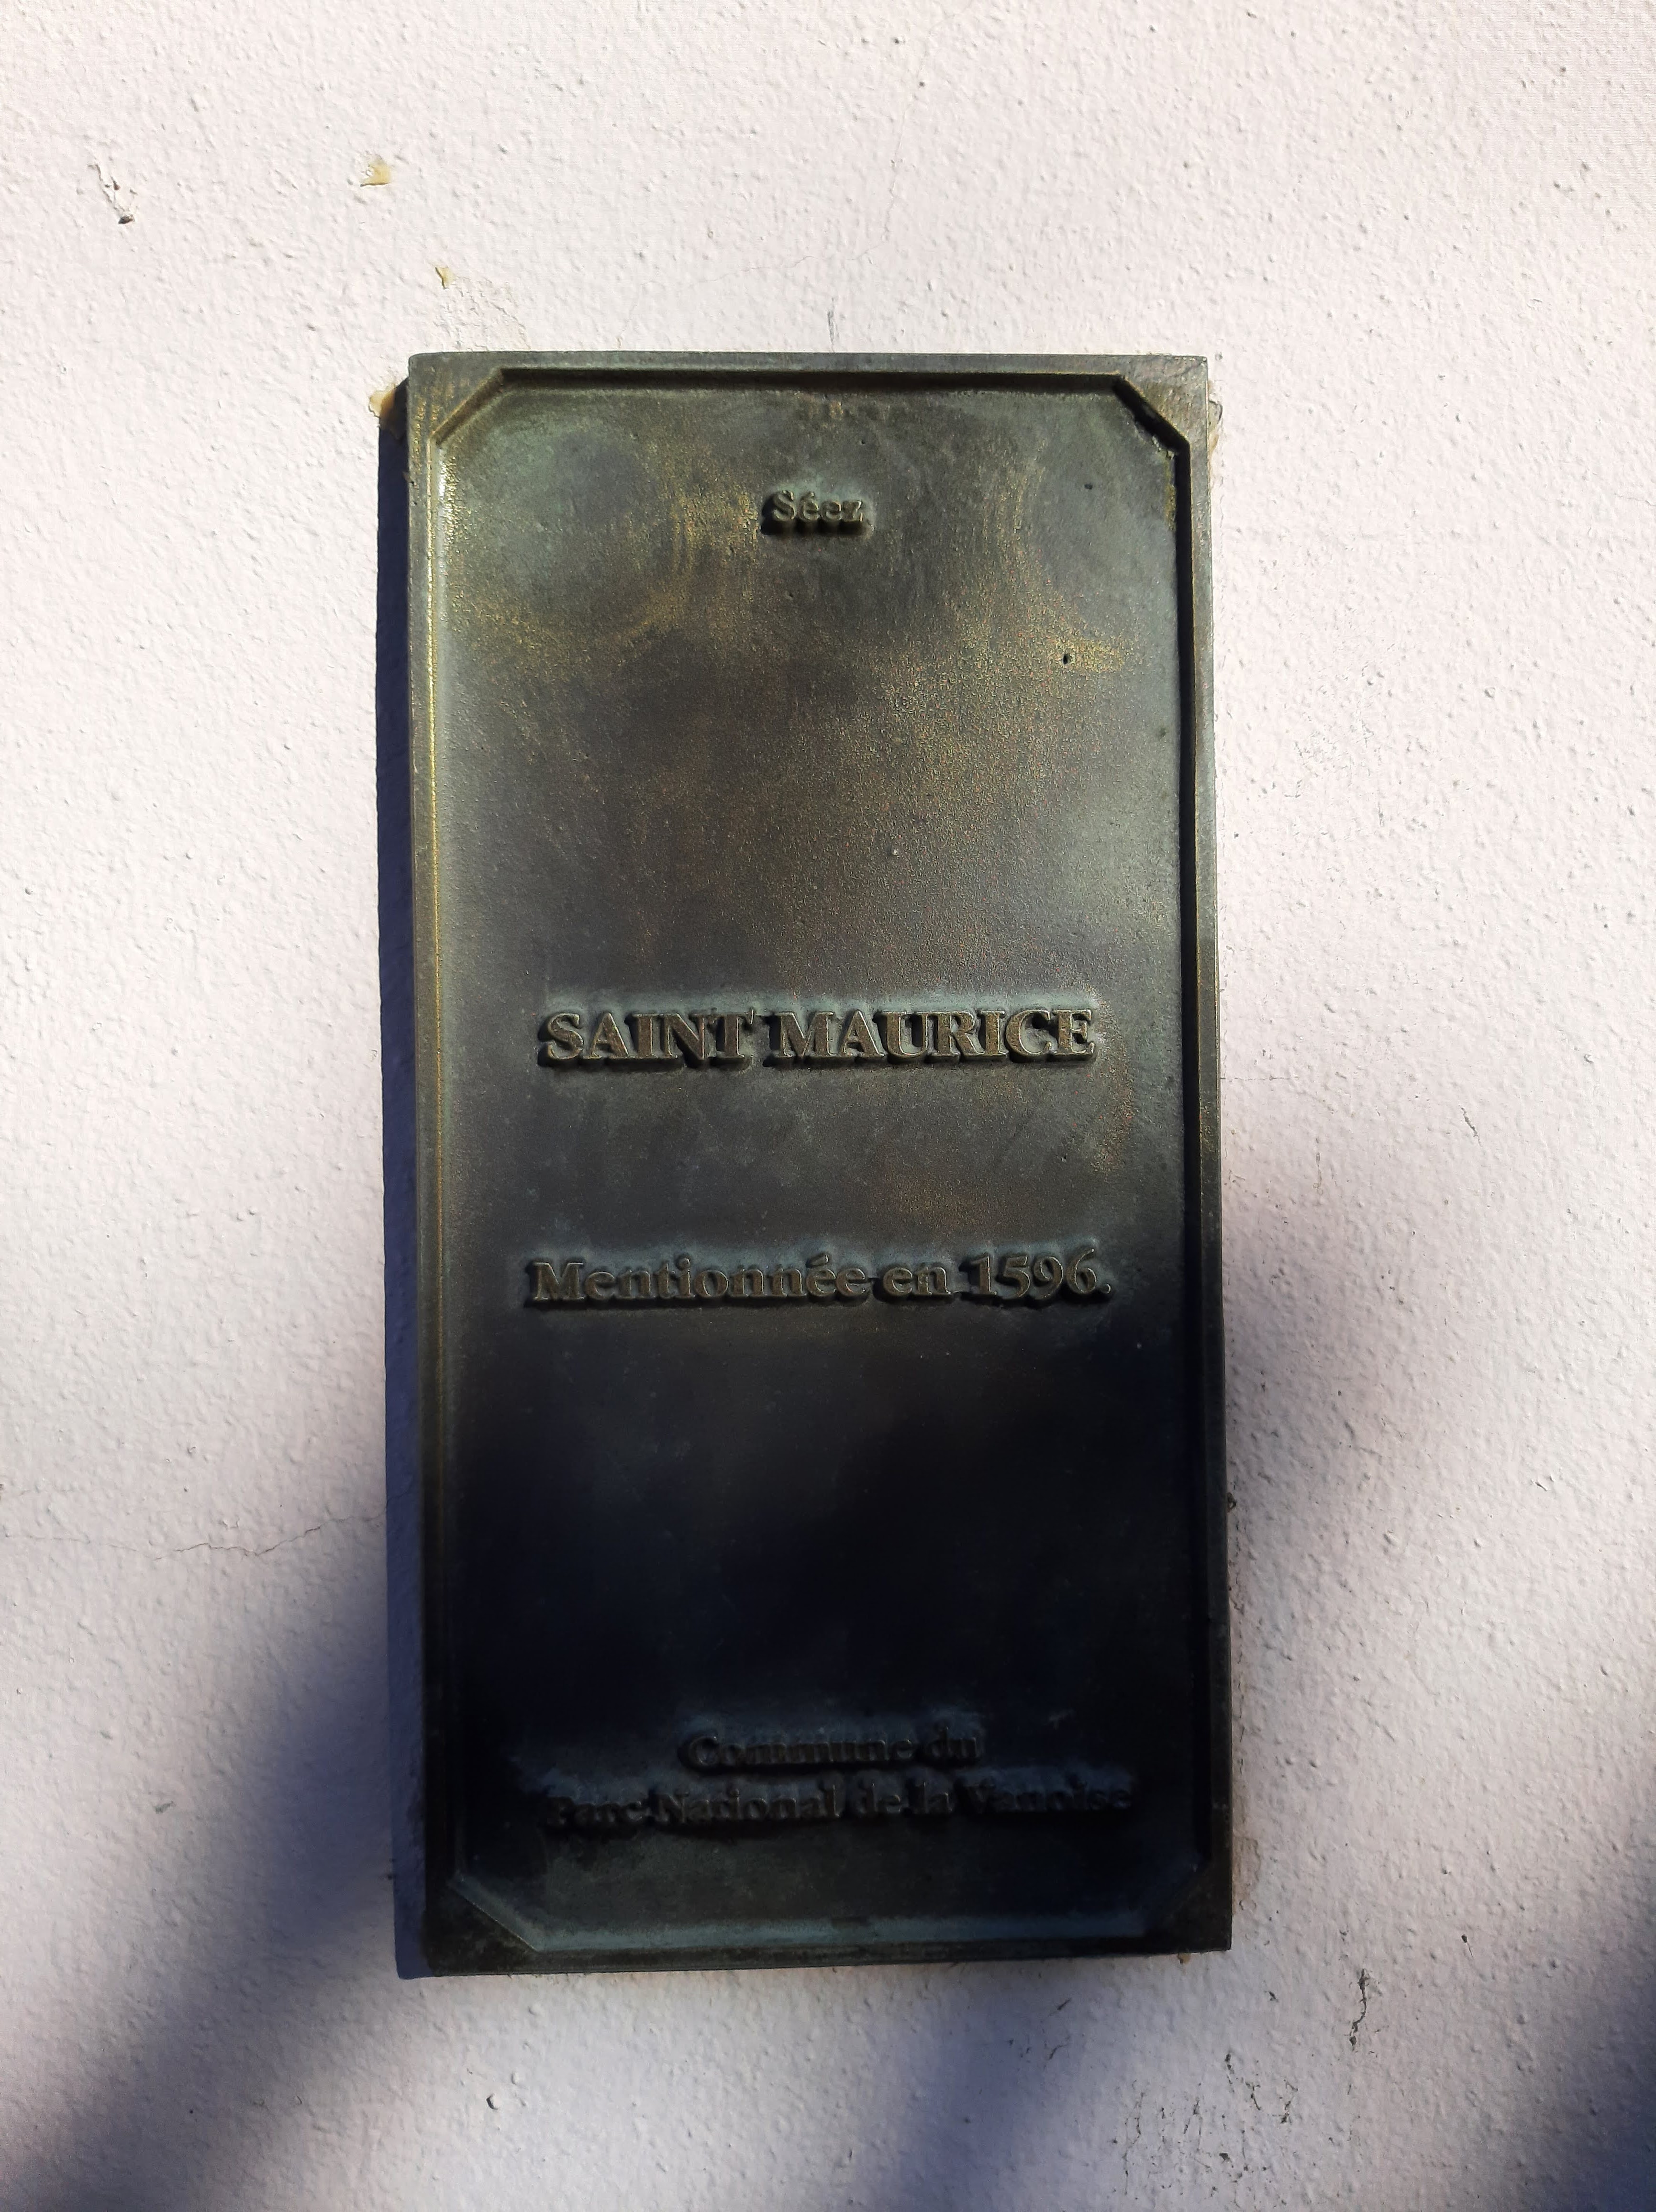 Séez
SAINT MAURICE
Mentionnée en 1596.
Commune du
Parc National de la Vanoise